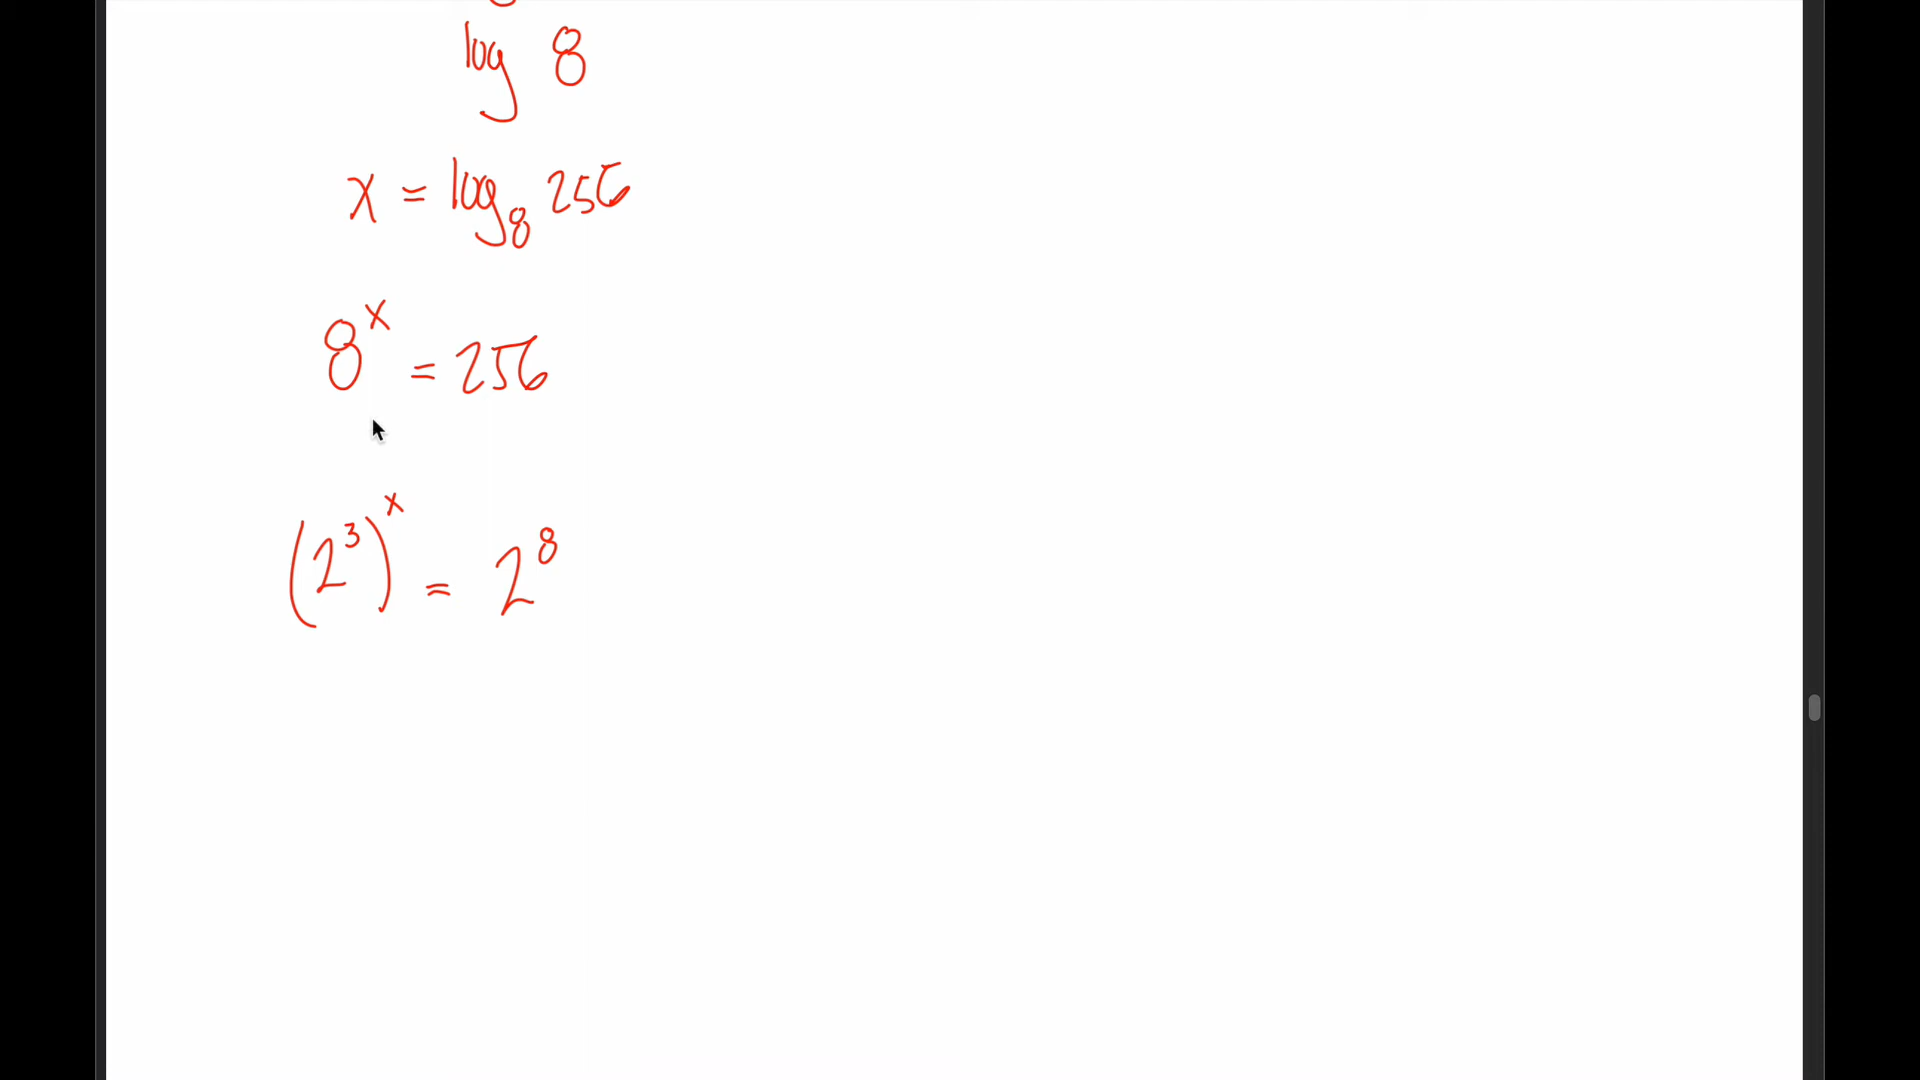 log 8
x = log₈ 256
8ˣ = 256
(2³)ˣ = 2⁸